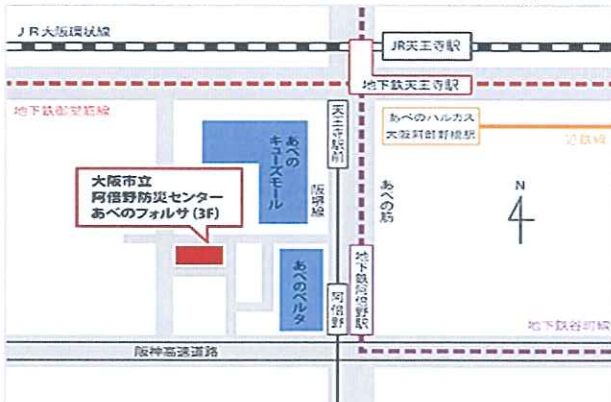 JR大阪環状線
JR天王寺駅
地下鉄天王寺駅
地下鉄御堂筋線
天王寺駅前
あべのハルカス
大阪阿部野橋駅
近鉄線
あべの
キューズモール
阪堺線
あべの筋
N
大阪市立
阿倍野防災センター
あべのフォルサ(3F)
あべのベルタ
阿倍野
地下鉄阿倍野駅
地下鉄谷町線
阪神高速道路